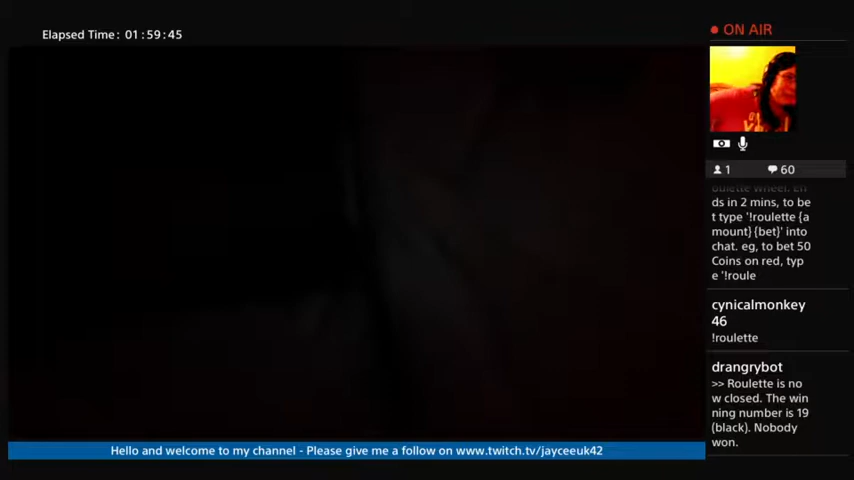 Elapsed Time: 01:59:45
ON AIR
1 60
oulette wheel. En
ds in 2 mins, to be
t type '!roulette {a
mount} {bet}' into
chat. eg, to bet 50
Coins on red, typ
e '!roule
cynicalmonkey
46
!roulette
drangrybot
>> Roulette is no
w closed. The win
ning number is 19
(black). Nobody
won.
Hello and welcome to my channel - Please give me a follow on www.twitch.tv/jayceeuk42